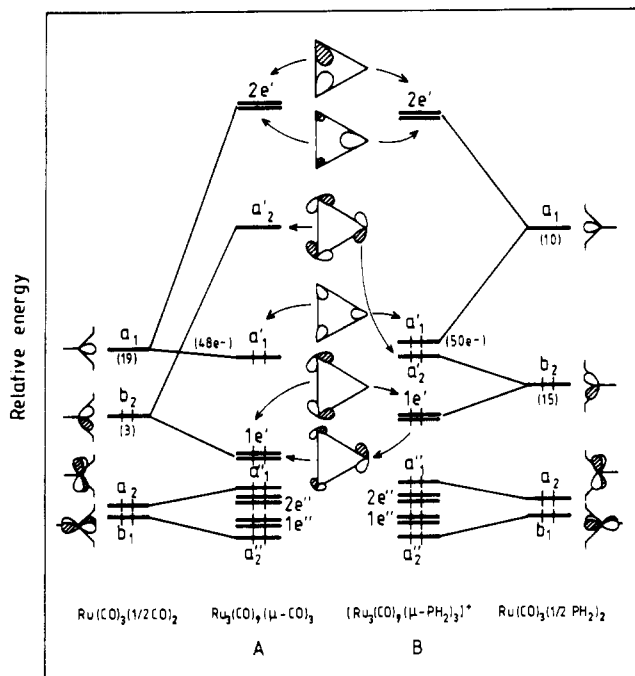 Relative energy
2e'
2e'
a'₂
a₁
(10)
a₁
(19)
(48e-)
a'₁
a'₁
(50e-)
a'₂
b₂
(3)
b₂
(15)
1e'
1e'
a"₁
a"₁
a₂
2e"
2e"
a₂
b₁
1e"
1e"
b₁
a"₂
a"₂
Ru(CO)₃(1/2CO)₂
Ru₃(CO)₉(μ-CO)₃
(Ru₃(CO)₉(μ-PH₂)₃]⁺
Ru(CO)₃(1/2 PH₂)₂
A
B